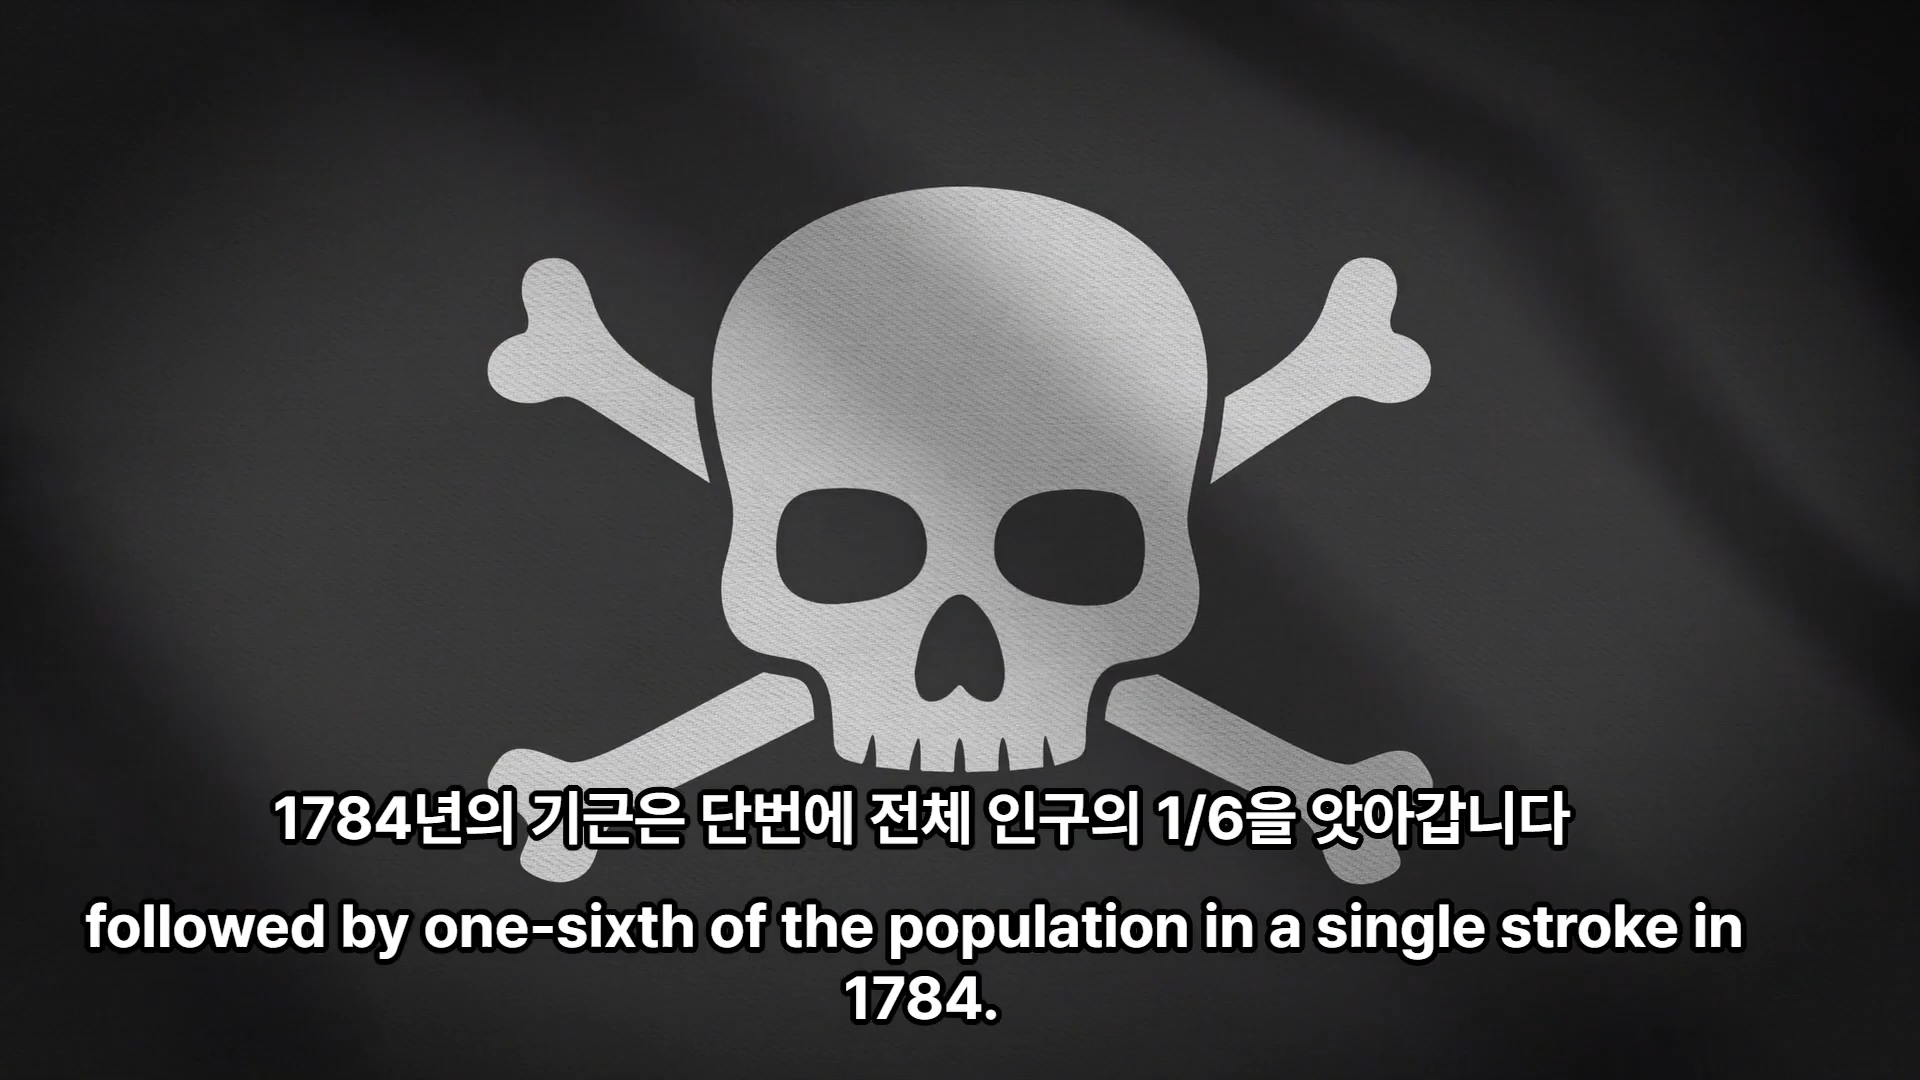 1784년의 기근은 단번에 전체 인구의 1/6을 앗아갑니다
followed by one-sixth of the population in a single stroke in
1784.